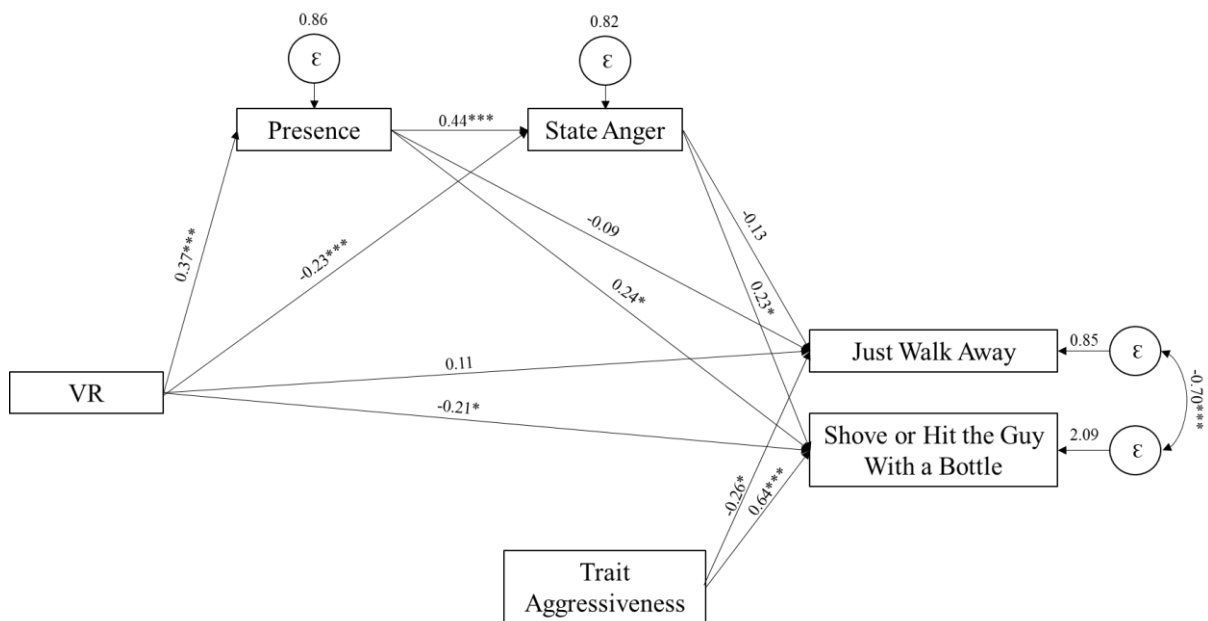 0.86
0.82
ε
ε
Presence
0.44***
State Anger
0.37***
-0.23***
-0.09
-0.13
0.24*
0.23*
VR
0.11
-0.21*
Just Walk Away
0.85
ε
-0.70***
Shove or Hit the Guy
With a Bottle
2.09
ε
-0.26*
0.64***
Trait
Aggressiveness